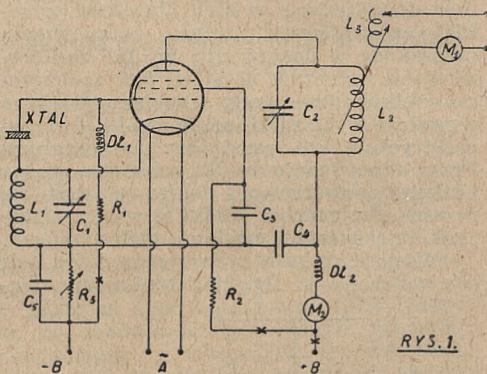 L₃
M₁
XTAL
C₂
L₂
DŁ₁
L₁
C₁
R₁
C₃
C₄
C₅
R₃
R₂
DŁ₂
M₂
-B
Ã
+B
RYS. 1.